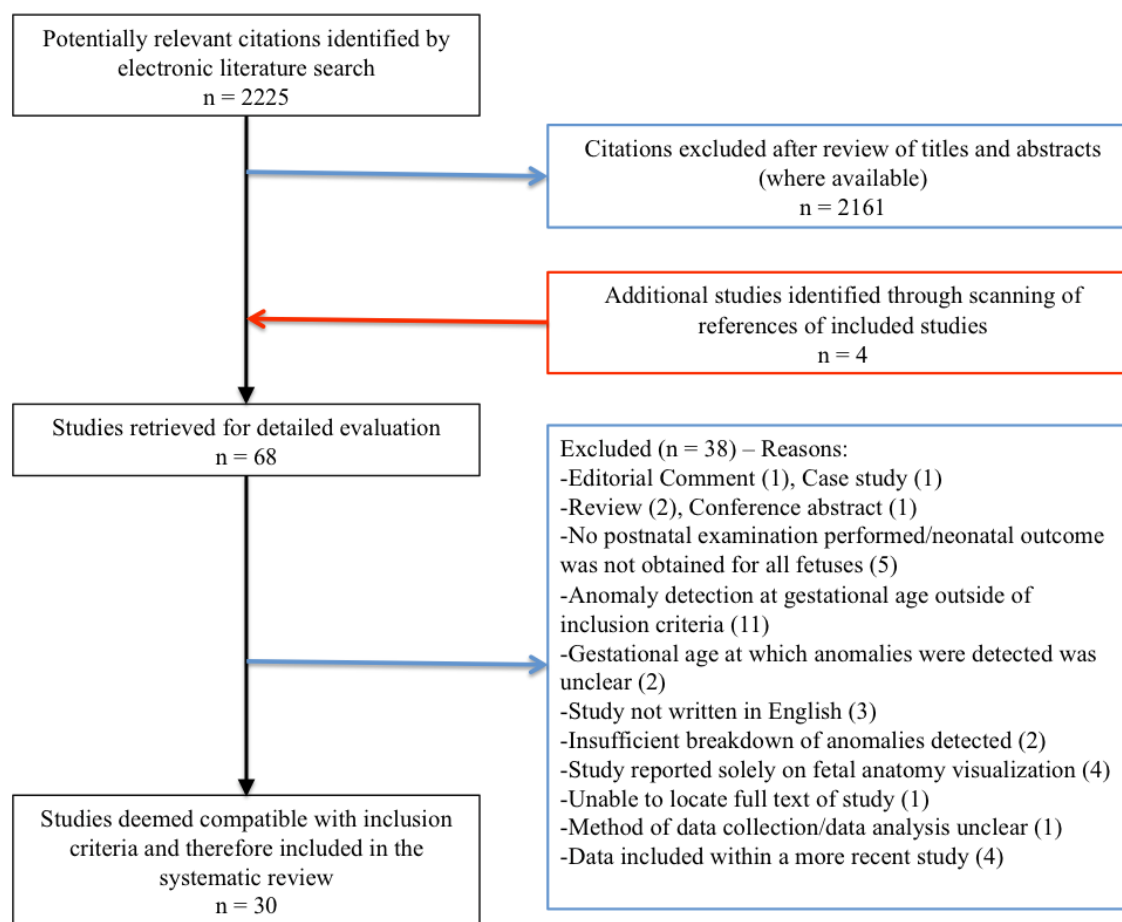 Potentially relevant citations identified by
electronic literature search
n = 2225
Citations excluded after review of titles and abstracts
(where available)
n = 2161
Additional studies identified through scanning of
references of included studies
n = 4
Studies retrieved for detailed evaluation
n = 68
Excluded (n = 38) – Reasons:
-Editorial Comment (1), Case study (1)
-Review (2), Conference abstract (1)
-No postnatal examination performed/neonatal outcome
was not obtained for all fetuses (5)
-Anomaly detection at gestational age outside of
inclusion criteria (11)
-Gestational age at which anomalies were detected was
unclear (2)
-Study not written in English (3)
-Insufficient breakdown of anomalies detected (2)
-Study reported solely on fetal anatomy visualization (4)
-Unable to locate full text of study (1)
-Method of data collection/data analysis unclear (1)
-Data included within a more recent study (4)
Studies deemed compatible with inclusion
criteria and therefore included in the
systematic review
n = 30